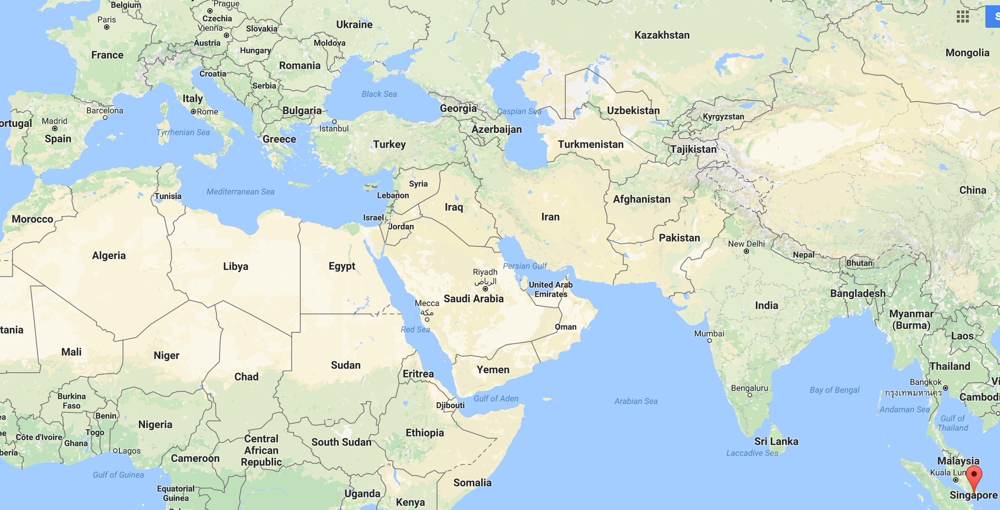 Belgium
Prague
Czechia
Paris
Vienna
Slovakia
Ukraine
Kazakhstan
S
Austria
Moldova
Hungary
France
Mongolia
Romania
Croatia
Serbia
Black Sea
Italy
Barcelona
Rome
Bulgaria
Georgia
Caspian Sea
Uzbekistan
Kyrgyzstan
ortugal
Madrid
Spain
Tyrrhenian Sea
Istanbul
Azerbaijan
Greece
Turkey
Turkmenistan
Tajikistan
Syria
Mediterranean Sea
Tunisia
Lebanon
China
Iraq
Afghanistan
Morocco
Israel
Jordan
Iran
Pakistan
New Delhi
Algeria
Libya
Egypt
Nepal
Bhutan
Persian Gulf
Riyadh
الرياض
United Arab
Emirates
Saudi Arabia
Bangladesh
Mecca
مكة
India
Myanmar
(Burma)
tania
Red Sea
Oman
Mumbai
Laos
Mali
Niger
Sudan
Yemen
Thailand
Chad
Eritrea
Bangkok
กรุงเทพมหานคร
Vi
Bengaluru
Bay of Bengal
Burkina
Faso
Gulf of Aden
Arabian Sea
Cambodi
Djibouti
Andaman Sea
ea
Benin
Nigeria
Gulf of
Thailand
ne
Togo
Côte d'Ivoire
Ghana
Ethiopia
Central
African
Republic
South Sudan
Sri Lanka
Laccadive Sea
beria
Lagos
Cameroon
Malaysia
Gulf of Guinea
Kuala Lum
Somalia
Equatorial
Guinea
Uganda
Singapore
Kenya